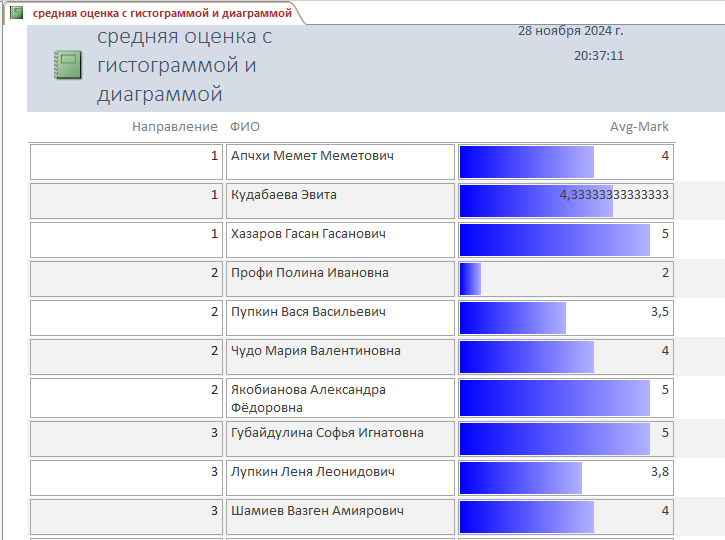 средняя оценка с гистограммой и диаграммой
средняя оценка с
гистограммой и
диаграммой
28 ноября 2024 г.
20:37:11
Направление ФИО Avg-Mark
1 Апчхи Мемет Меметович 4
1 Кудабаева Эвита 4,33333333333333
1 Хазаров Гасан Гасанович 5
2 Профи Полина Ивановна 2
2 Пупкин Вася Васильевич 3,5
2 Чудо Мария Валентиновна 4
2 Якобианова Александра 5
Фёдоровна
3 Губайдулина Софья Игнатовна 5
3 Лупкин Леня Леонидович 3,8
3 Шамиев Вазген Амиярович 4